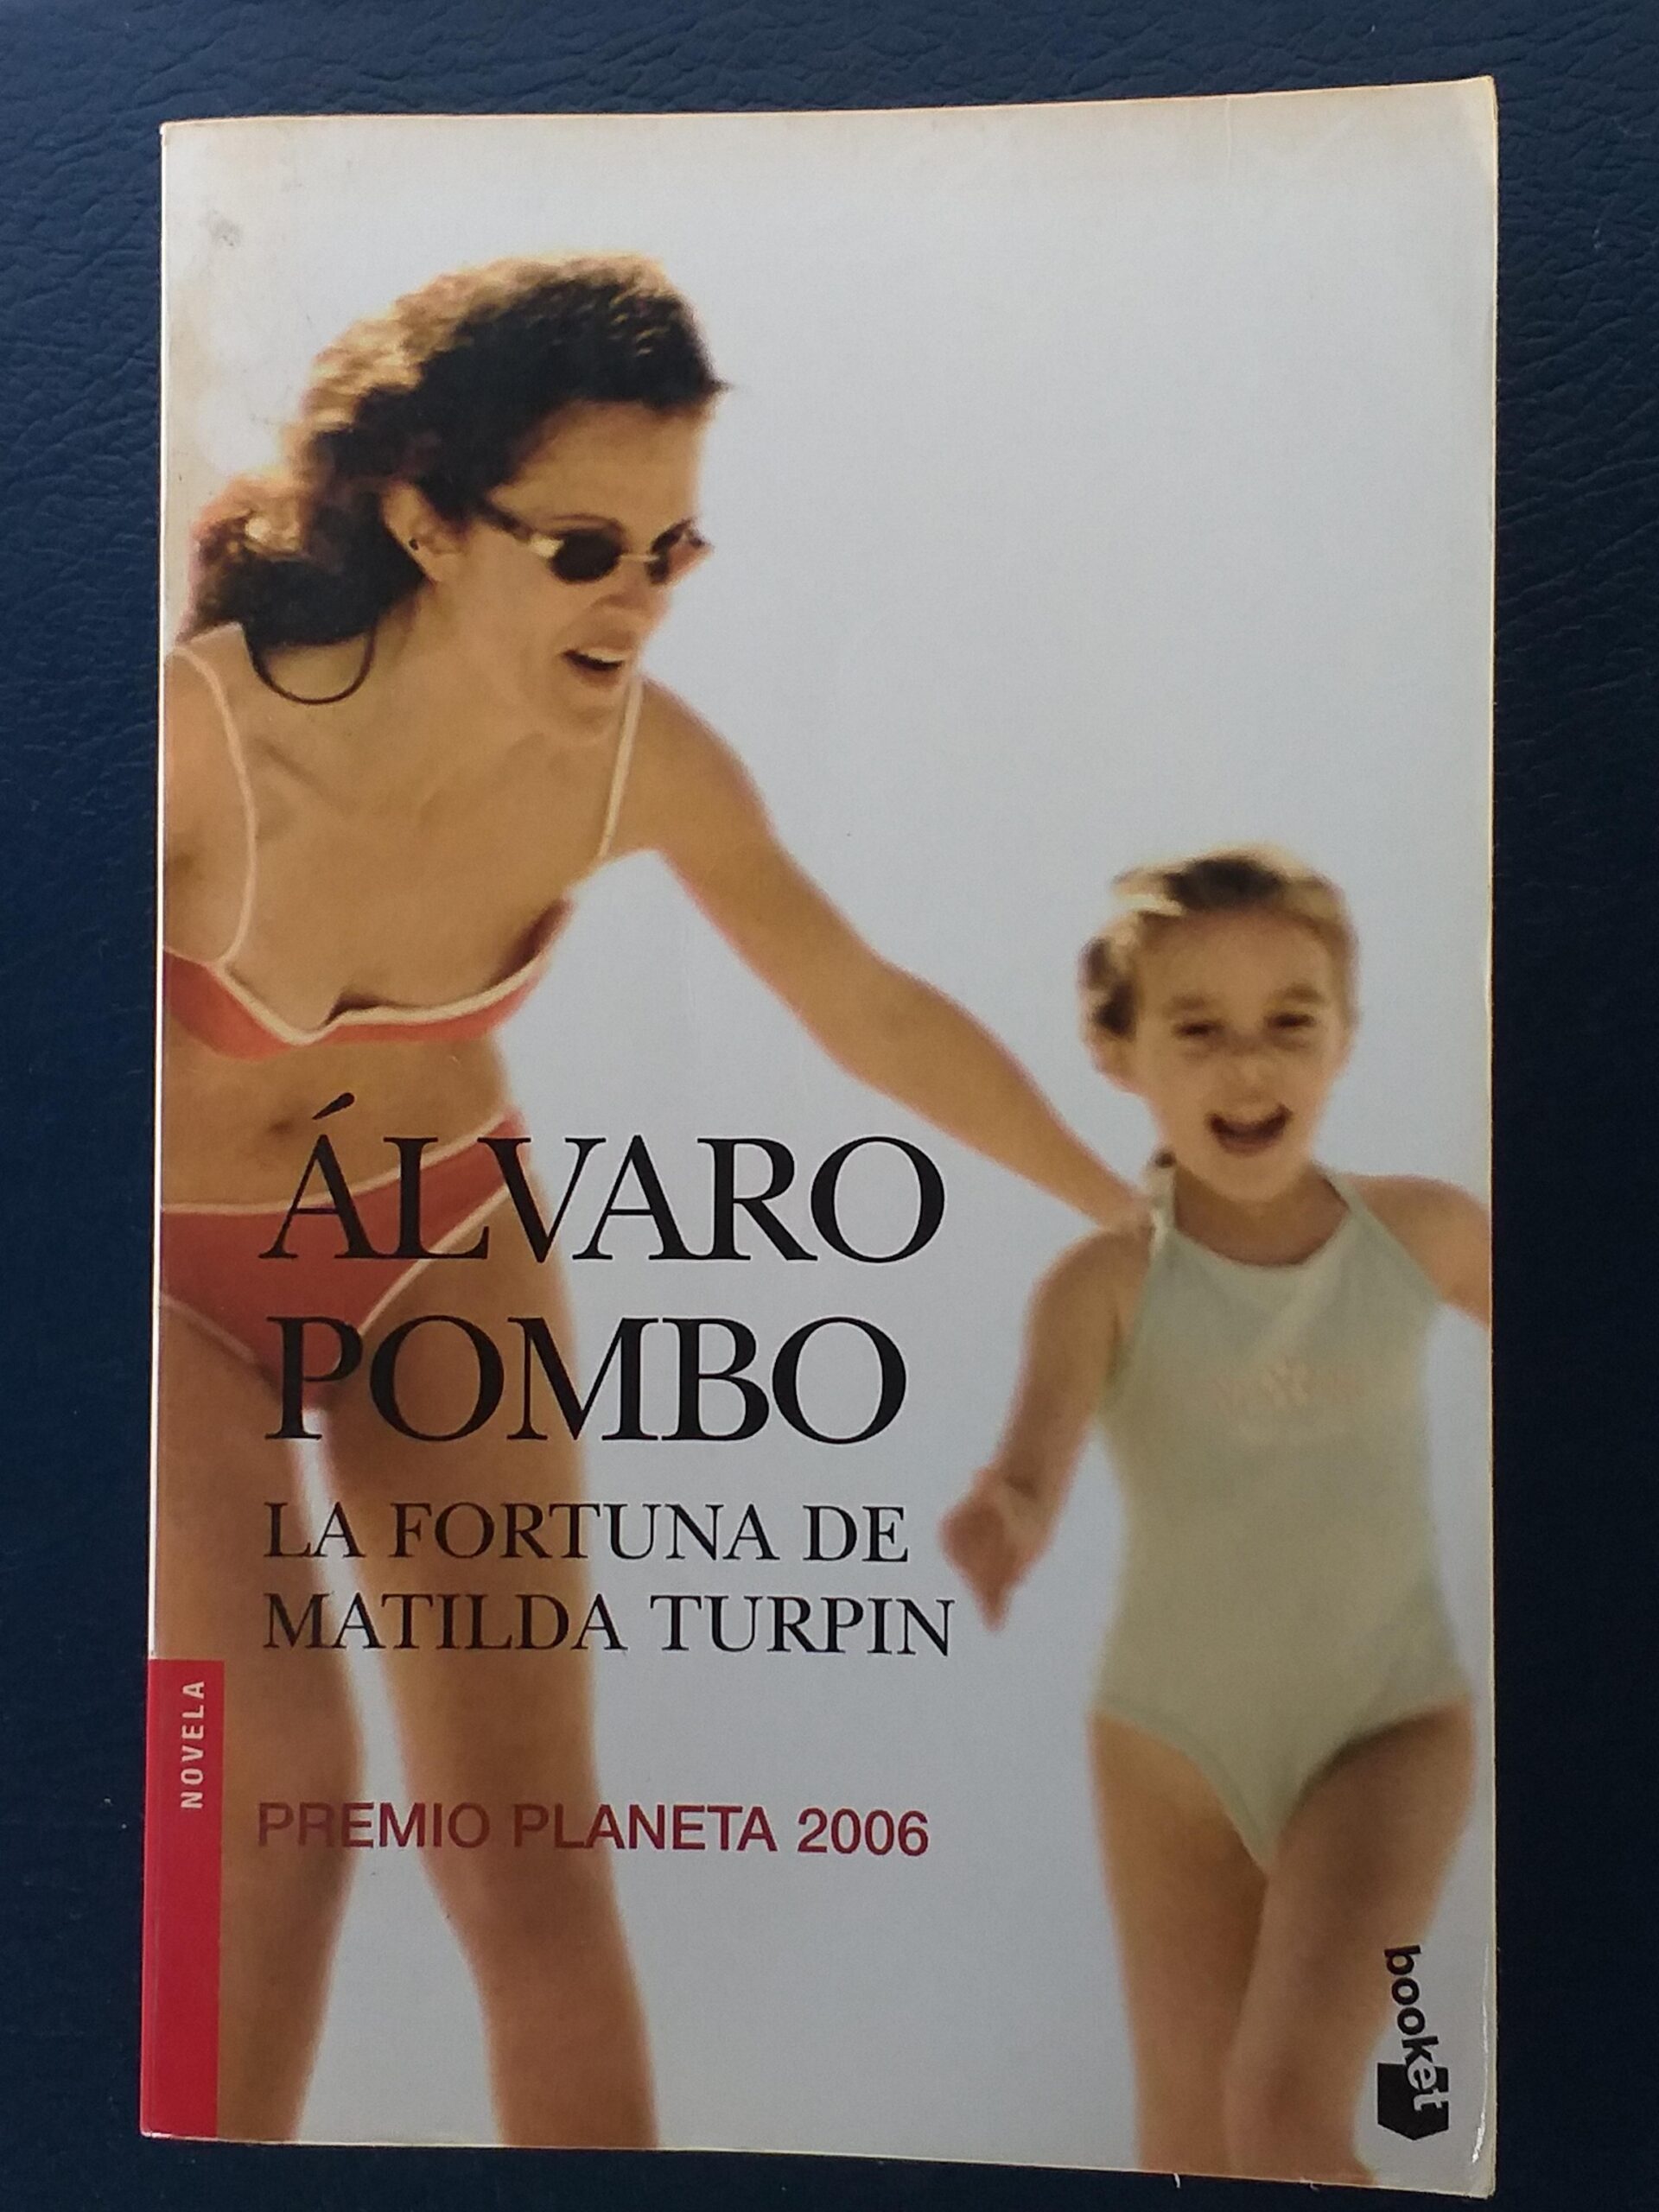 ÁLVARO
POMBO
LA FORTUNA DE
MATILDA TURPIN
NOVELA
PREMIO PLANETA 2006
booket